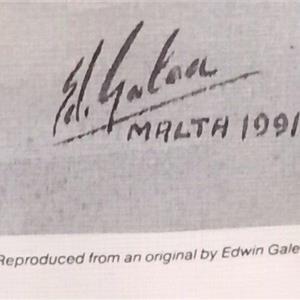 Ed. Galea
MALTA 1991
Reproduced from an original by Edwin Gale